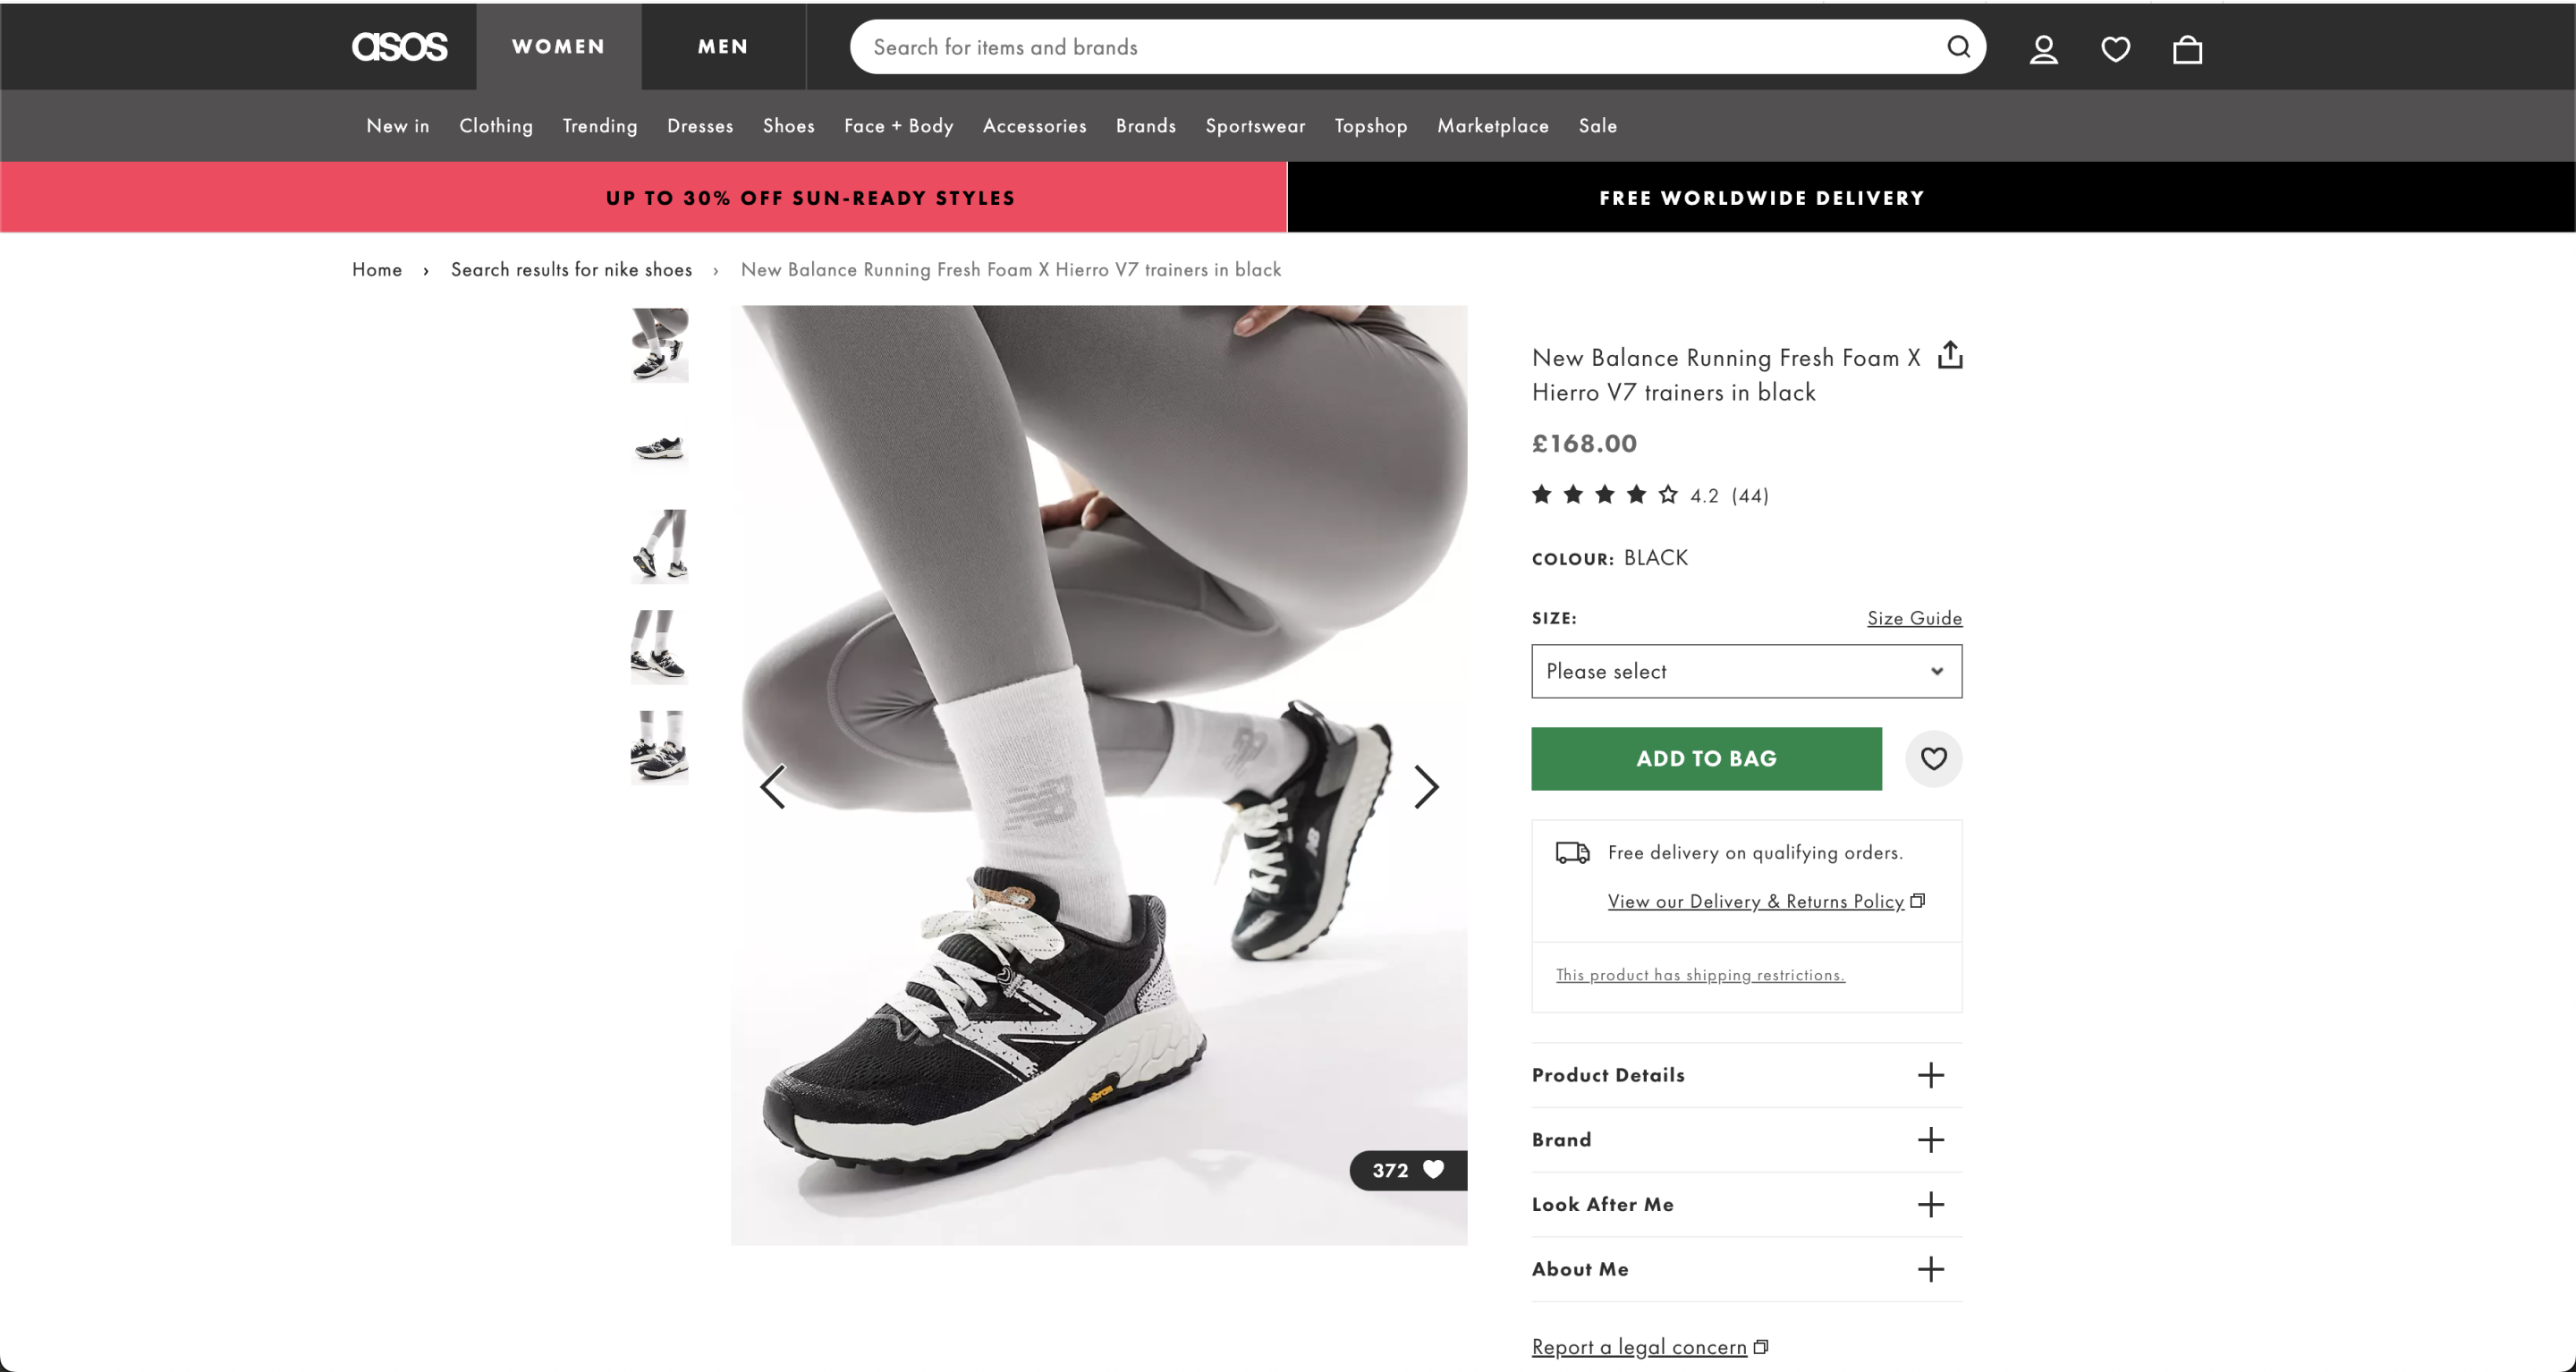 asos
WOMEN
MEN
Search for items and brands
New in
Clothing
Trending
Dresses
Shoes
Face + Body
Accessories
Brands
Sportswear
Topshop
Marketplace
Sale
UP TO 30% OFF SUN-READY STYLES
FREE WORLDWIDE DELIVERY
Home › Search results for nike shoes › New Balance Running Fresh Foam X Hierro V7 trainers in black
New Balance Running Fresh Foam X
Hierro V7 trainers in black
£168.00
4.2 (44)
COLOUR: BLACK
SIZE:
Size Guide
Please select
ADD TO BAG
Free delivery on qualifying orders.
View our Delivery & Returns Policy
This product has shipping restrictions.
Product Details
Brand
Look After Me
About Me
Report a legal concern
NB
NB
NB
vibram
372